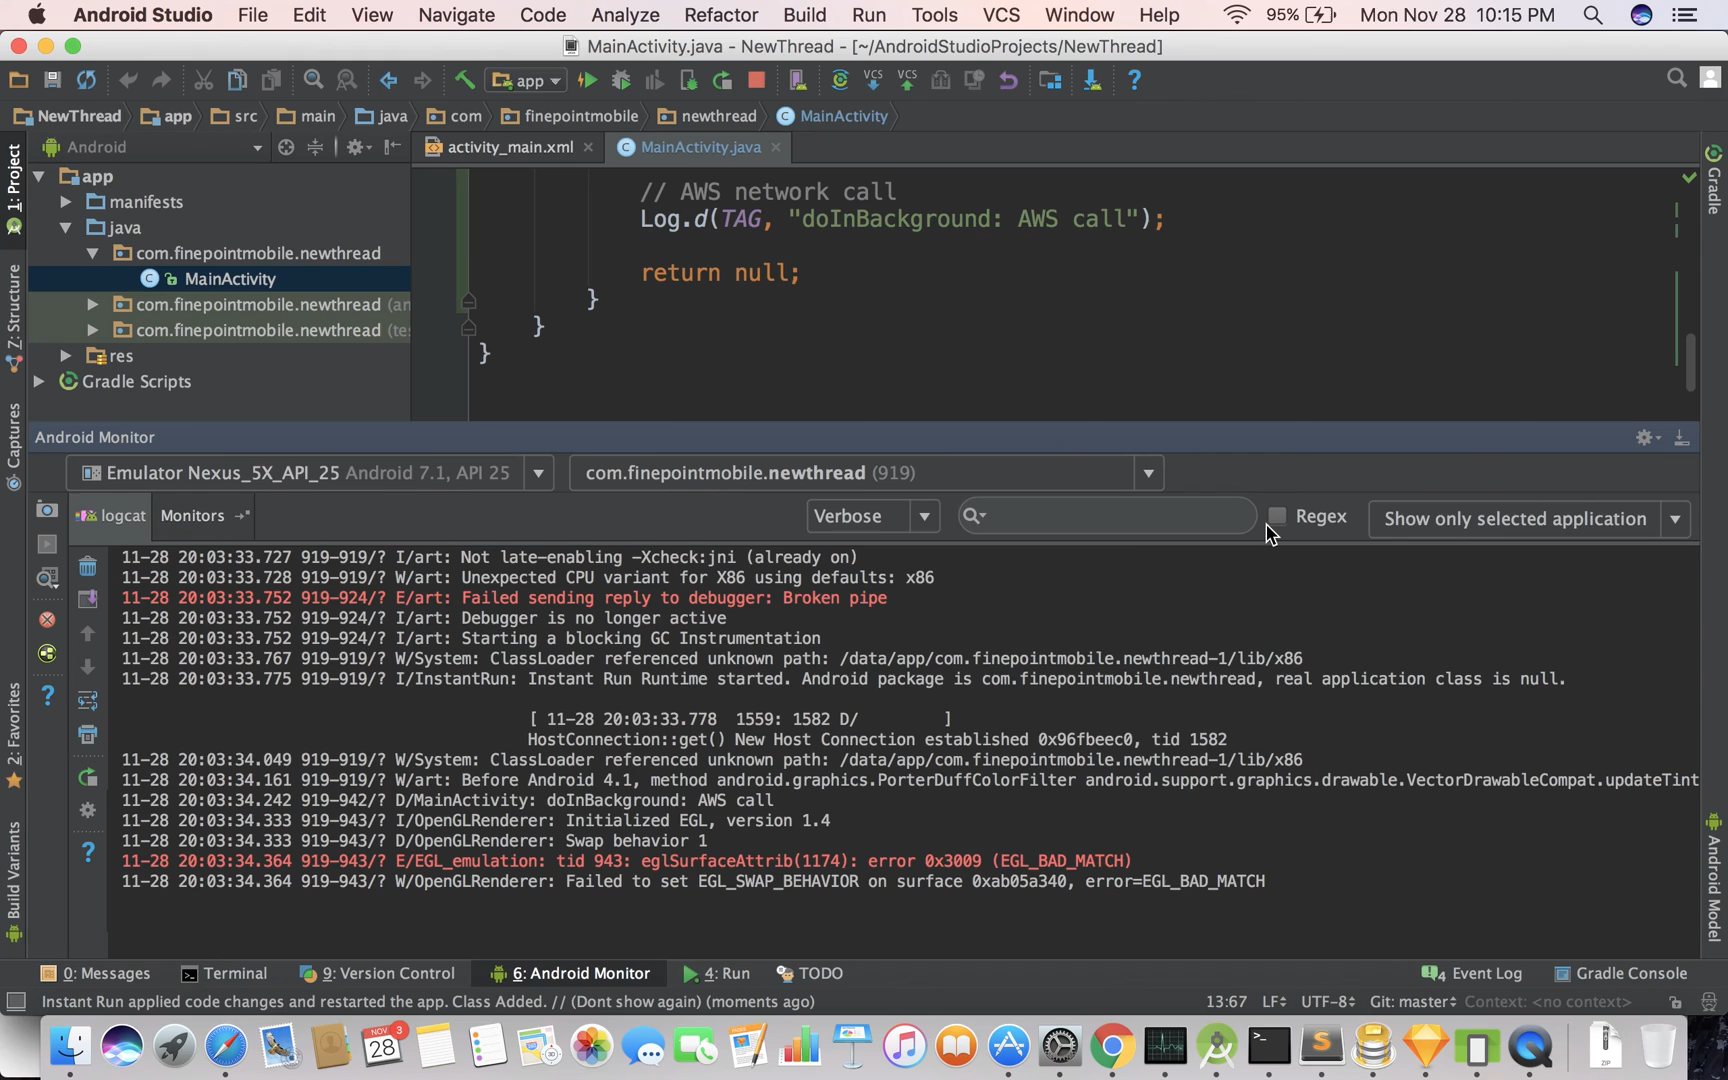 Android Studio File Edit View Navigate Code Analyze Refactor Build Run Tools VCS Window Help 95% Mon Nov 28 10:15 PM
MainActivity.java - NewThread - [~/AndroidStudioProjects/NewThread]
app VCS VCS ?
NewThread app src main java com finepointmobile newthread MainActivity
Android
activity_main.xml MainActivity.java
1: Project
Z: Structure
Captures
2: Favorites
Build Variants
app
manifests
java
com.finepointmobile.newthread
MainActivity
com.finepointmobile.newthread (an
com.finepointmobile.newthread (tes
res
Gradle Scripts
// AWS network call
Log.d(TAG, "doInBackground: AWS call");
return null;
}
}
}
Gradle
Android Model
Android Monitor
Emulator Nexus_5X_API_25 Android 7.1, API 25 com.finepointmobile.newthread (919)
logcat Monitors Verbose Regex Show only selected application
11-28 20:03:33.727 919-919/? I/art: Not late-enabling -Xcheck:jni (already on)
11-28 20:03:33.728 919-919/? W/art: Unexpected CPU variant for X86 using defaults: x86
11-28 20:03:33.752 919-924/? E/art: Failed sending reply to debugger: Broken pipe
11-28 20:03:33.752 919-924/? I/art: Debugger is no longer active
11-28 20:03:33.752 919-924/? I/art: Starting a blocking GC Instrumentation
11-28 20:03:33.767 919-919/? W/System: ClassLoader referenced unknown path: /data/app/com.finepointmobile.newthread-1/lib/x86
11-28 20:03:33.775 919-919/? I/InstantRun: Instant Run Runtime started. Android package is com.finepointmobile.newthread, real application class is null.
[ 11-28 20:03:33.778 1559: 1582 D/ ]
HostConnection::get() New Host Connection established 0x96fbeec0, tid 1582
11-28 20:03:34.049 919-919/? W/System: ClassLoader referenced unknown path: /data/app/com.finepointmobile.newthread-1/lib/x86
11-28 20:03:34.161 919-919/? W/art: Before Android 4.1, method android.graphics.PorterDuffColorFilter android.support.graphics.drawable.VectorDrawableCompat.updateTint
11-28 20:03:34.242 919-942/? D/MainActivity: doInBackground: AWS call
11-28 20:03:34.333 919-943/? I/OpenGLRenderer: Initialized EGL, version 1.4
11-28 20:03:34.333 919-943/? D/OpenGLRenderer: Swap behavior 1
11-28 20:03:34.364 919-943/? E/EGL_emulation: tid 943: eglSurfaceAttrib(1174): error 0x3009 (EGL_BAD_MATCH)
11-28 20:03:34.364 919-943/? W/OpenGLRenderer: Failed to set EGL_SWAP_BEHAVIOR on surface 0xab05a340, error=EGL_BAD_MATCH
0: Messages Terminal 9: Version Control 6: Android Monitor 4: Run TODO 4 Event Log Gradle Console
Instant Run applied code changes and restarted the app. Class Added. // (Dont show again) (moments ago) 13:67 LF÷ UTF-8÷ Git: master÷ Context: <no context>
NOV 3
28
ZIP